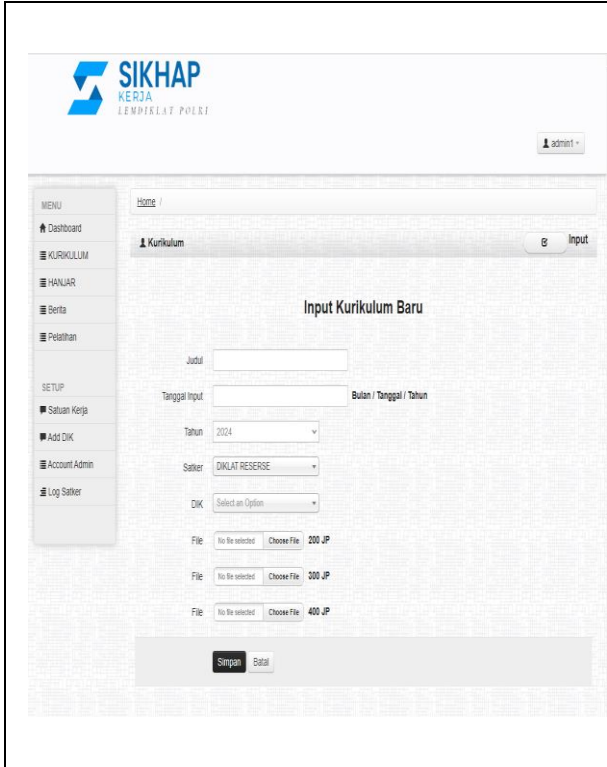 SIKHAP
KERJA
LEMDIKLAT POLRI
admin1
MENU
Dashboard
KURIKULUM
HANJAR
Berita
Pelatihan
SETUP
Satuan Kerja
Add DIK
Account Admin
Log Satker
Home /
Kurikulum
Input
Input Kurikulum Baru
Judul
Tanggal Input Bulan / Tanggal / Tahun
Tahun 2024
Satker DIKLAT RESERSE
DIK Select an Option
File No file selected Choose File 200 JP
File No file selected Choose File 300 JP
File No file selected Choose File 400 JP
Simpan Batal